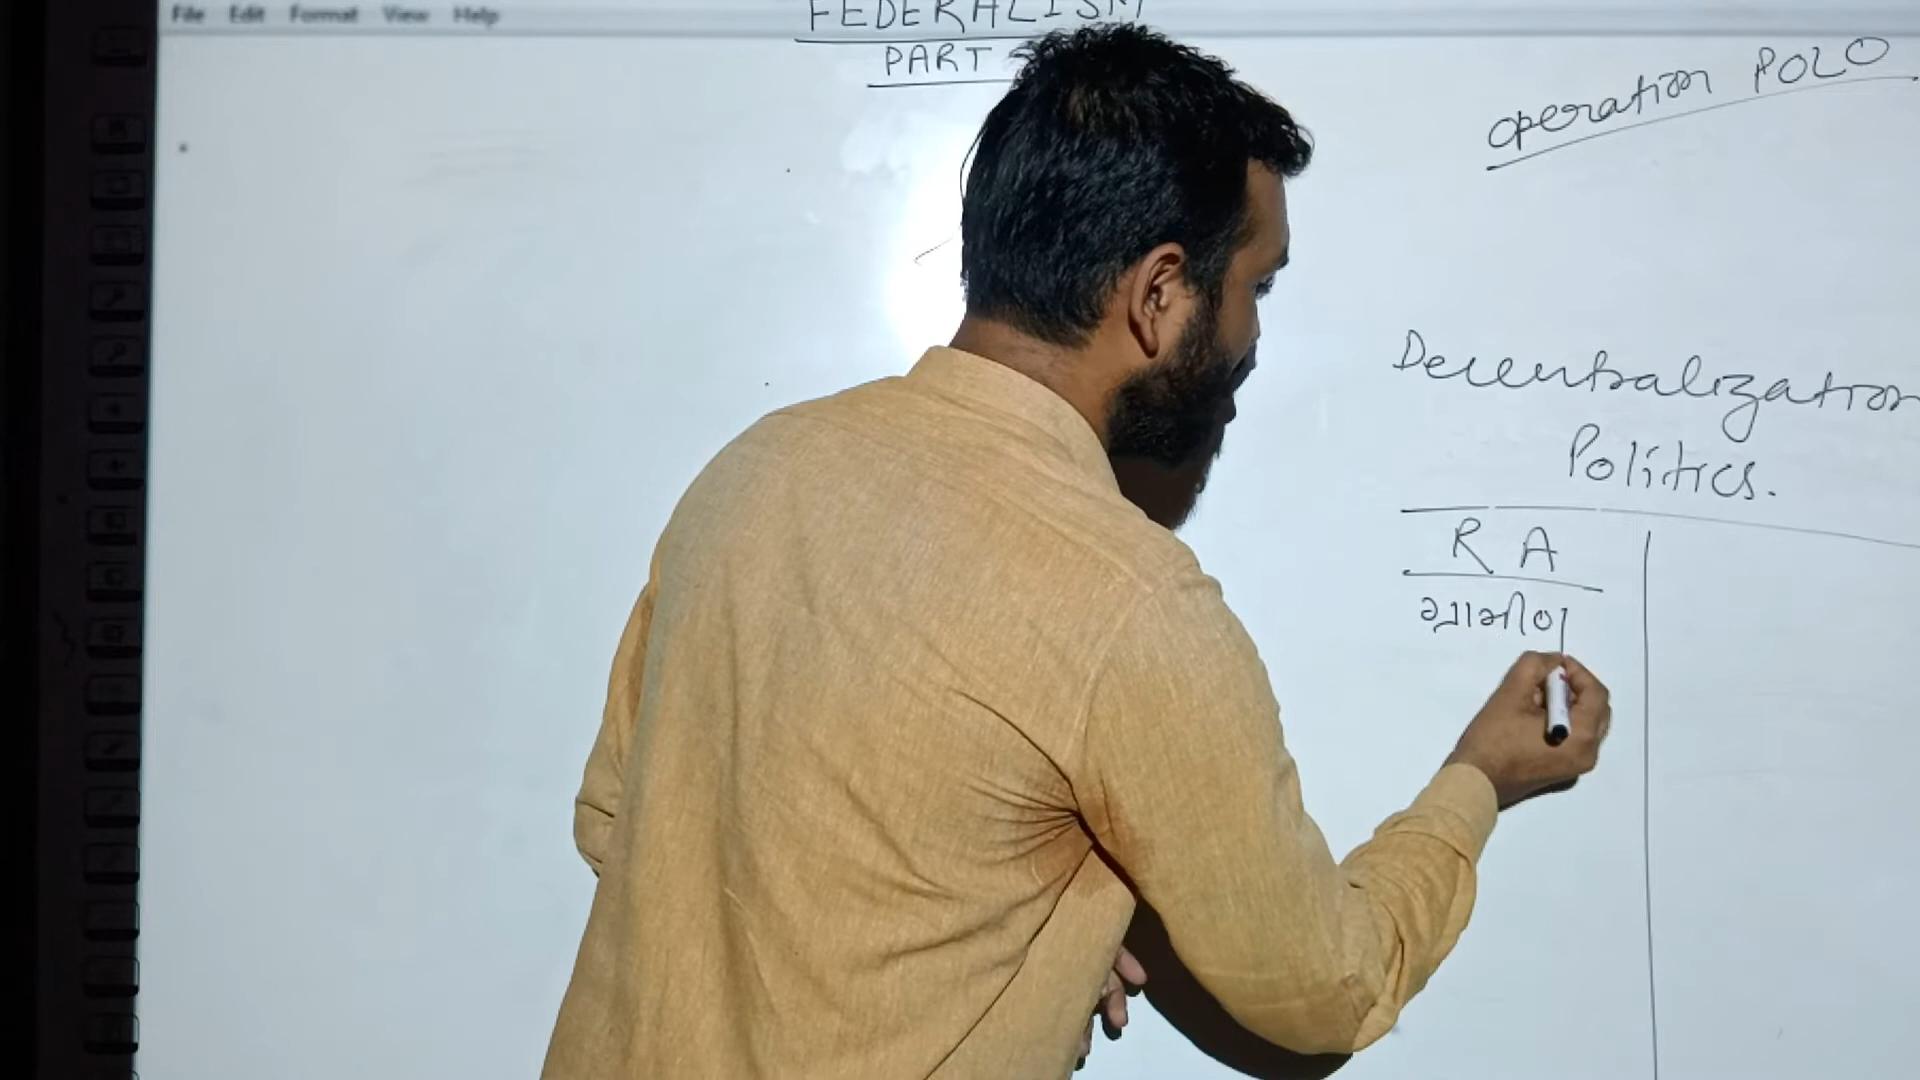 File Edit Format View Help
FEDERALISM
PART
Operation POLO
Decentralization
Politics.
R A
ग्रामीण